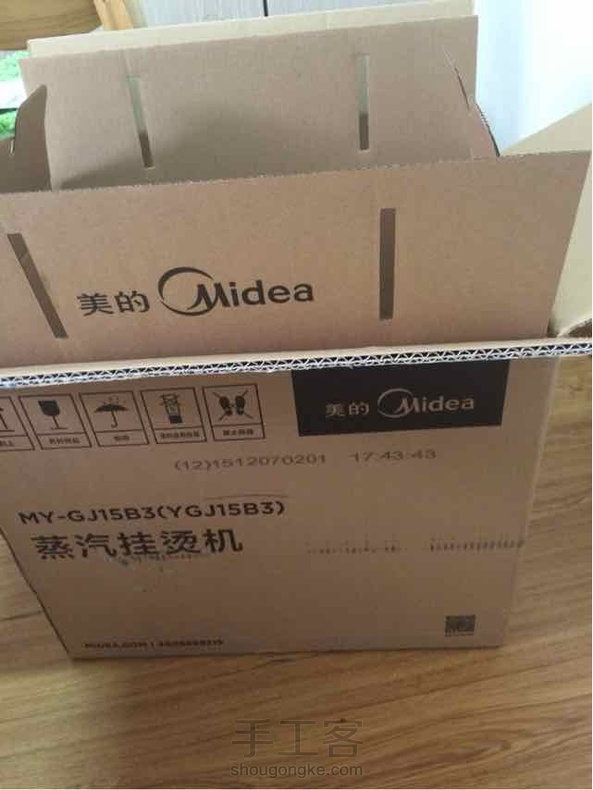 美的 Midea
美的 Midea
(12)1512070201 17:43:43
MY-GJ15B3(YGJ15B3)
蒸汽挂烫机
手工客
shougongke.com